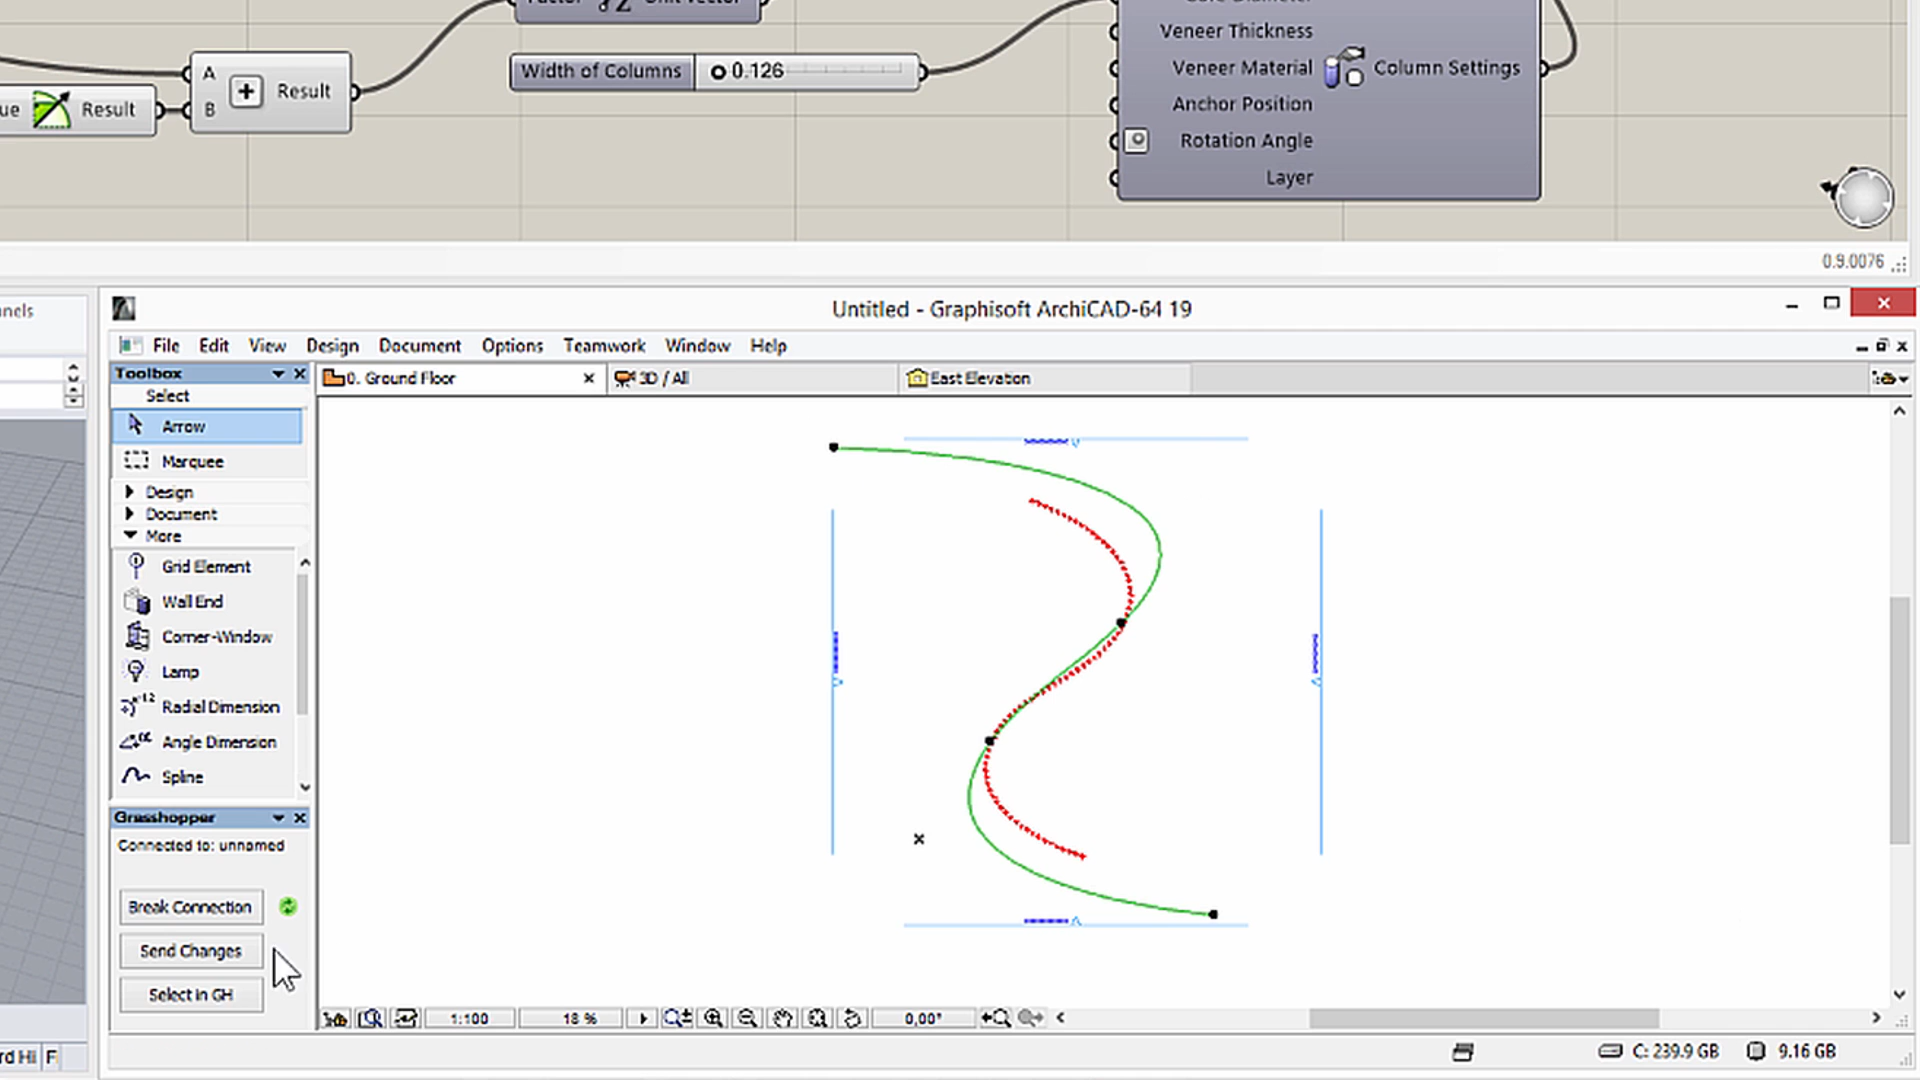 Width of Columns
0.126
Veneer Thickness
Veneer Material
Column Settings
Anchor Position
Rotation Angle
Layer
A
B
Result
ue
Result
0.9.0076
Untitled - Graphisoft ArchiCAD-64 19
File Edit View Design Document Options Teamwork Window Help
Toolbox
Select
Arrow
Marquee
Design
Document
More
Grid Element
Wall End
Corner-Window
Lamp
Radial Dimension
Angle Dimension
Spline
Grasshopper
Connected to: unnamed
Break Connection
Send Changes
Select in GH
0. Ground Floor
3D / All
East Elevation
1:100
18 %
0,00°
C: 239.9 GB
9.16 GB